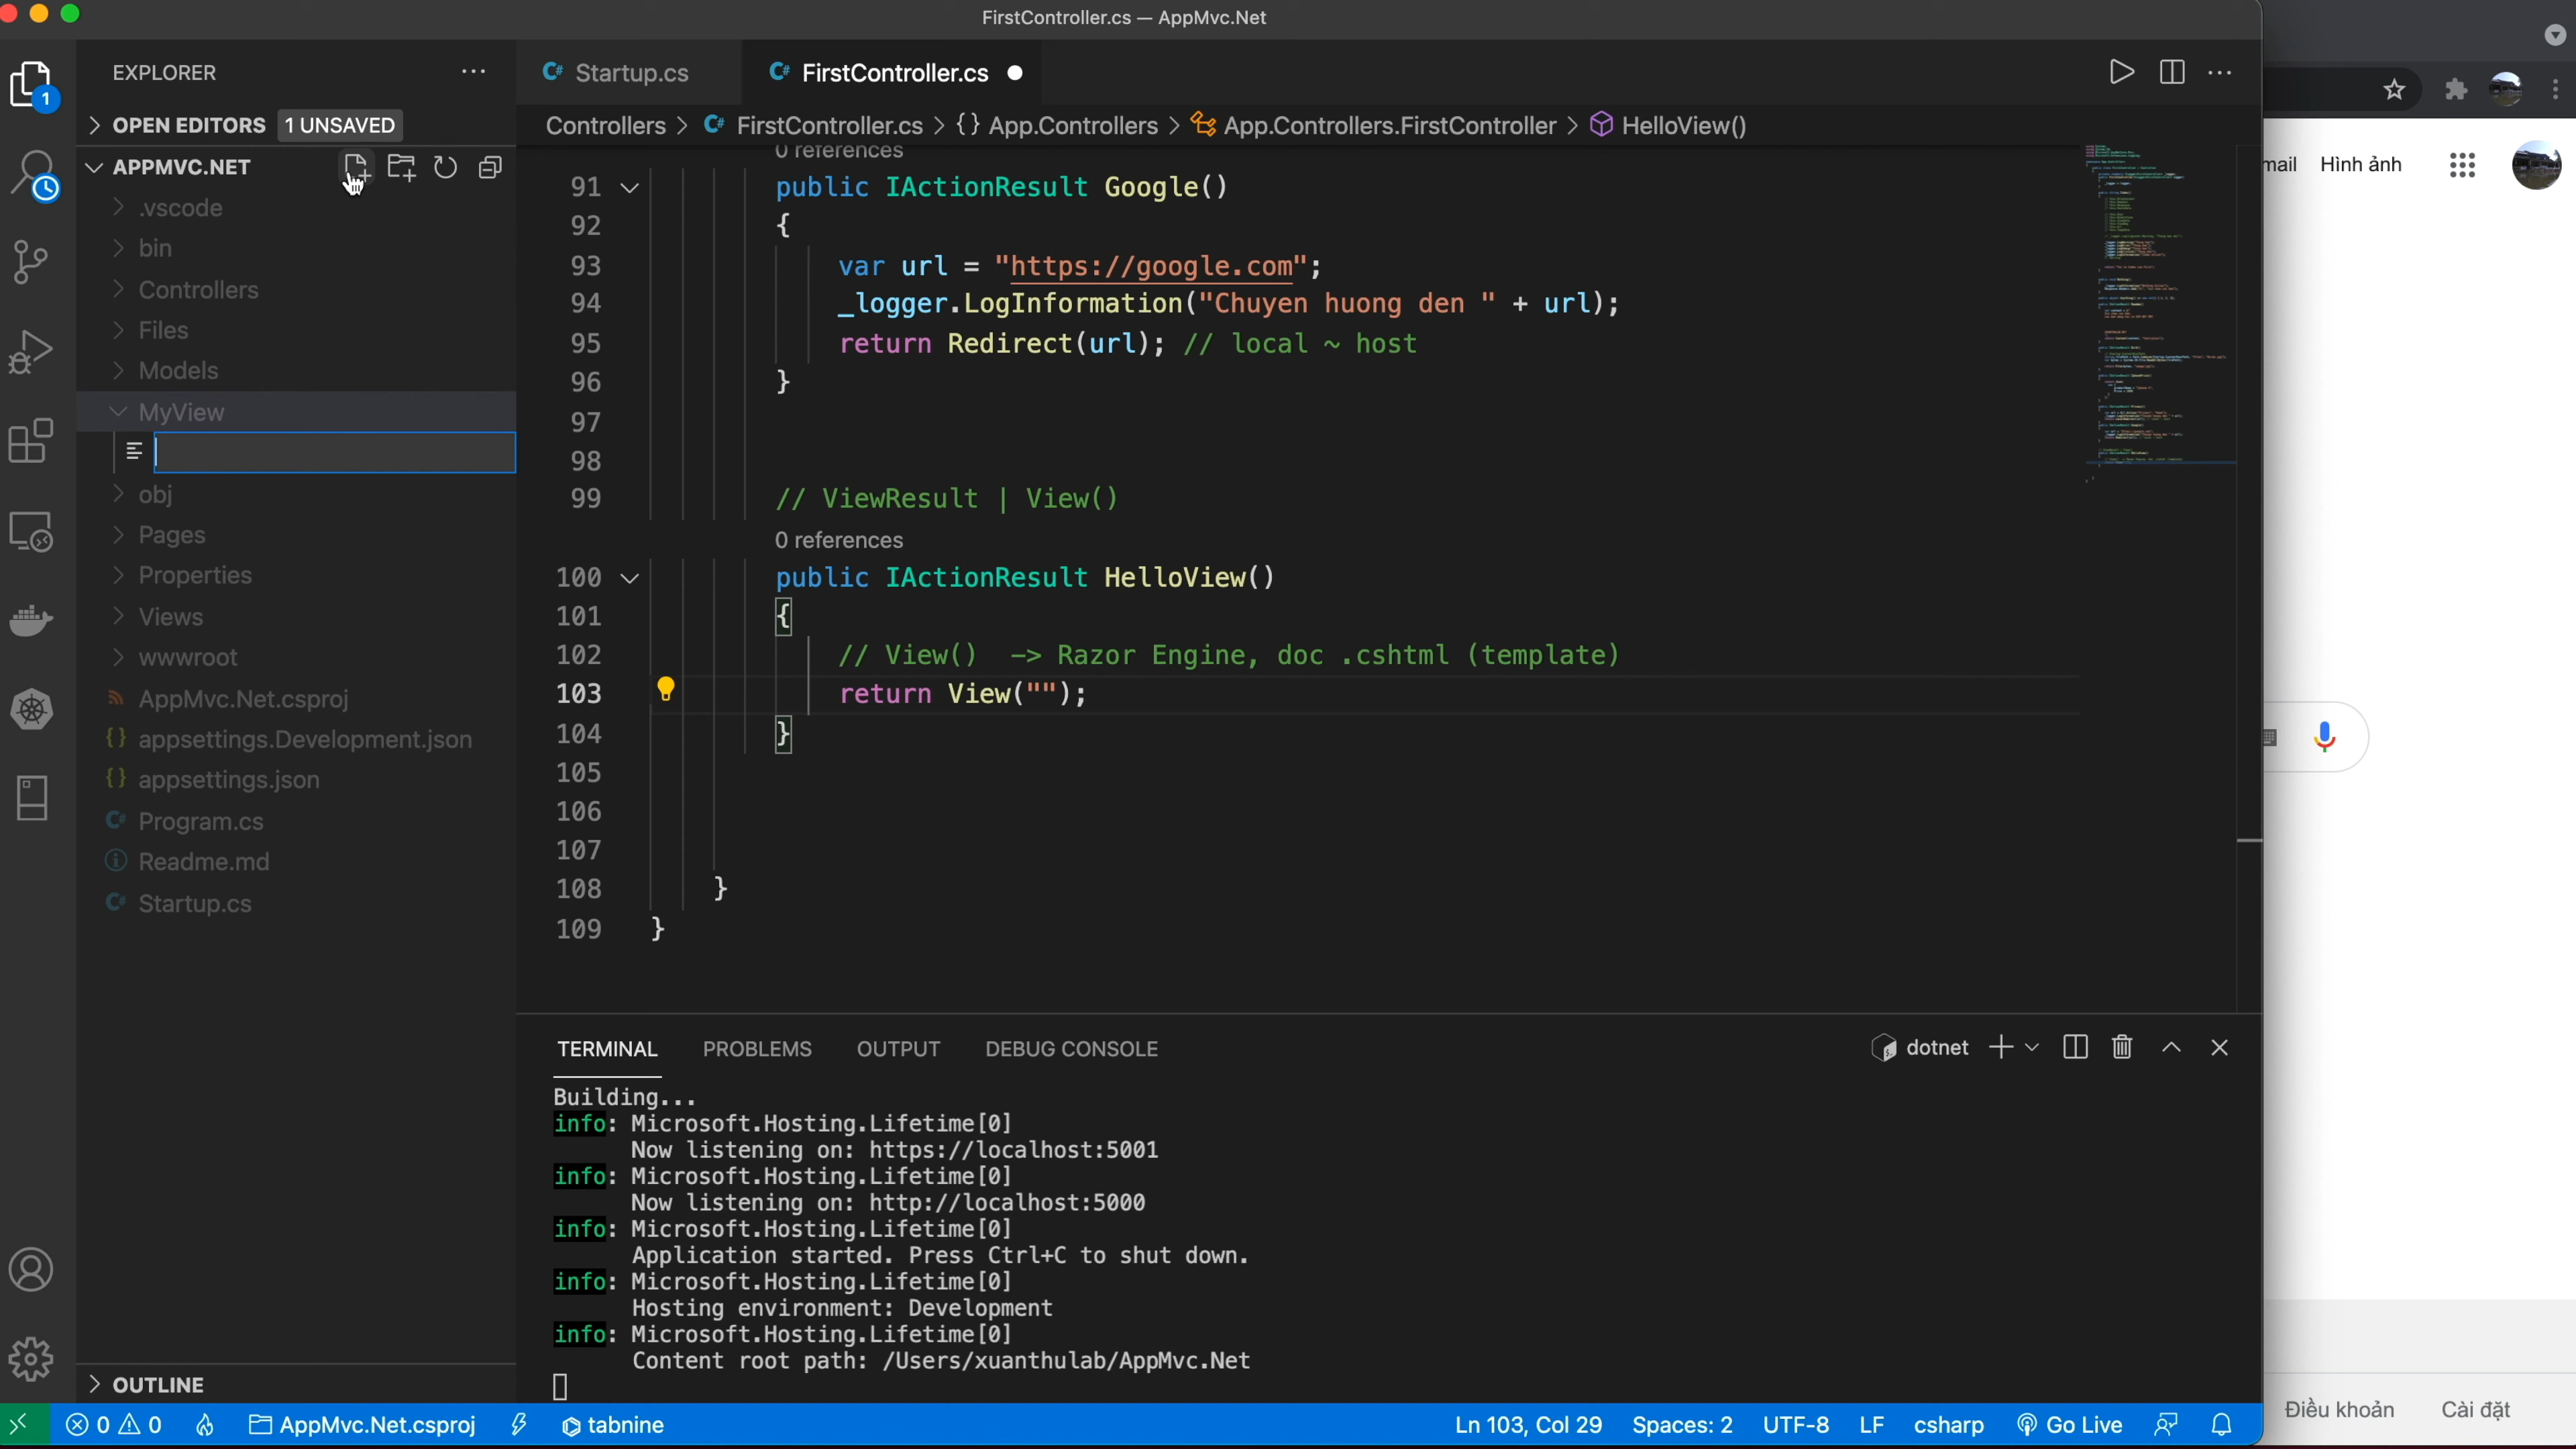 FirstController.cs — AppMvc.Net
EXPLORER
OPEN EDITORS 1 UNSAVED
APPMVC.NET
.vscode
bin
Controllers
Files
Models
MyView
obj
Pages
Properties
Views
wwwroot
AppMvc.Net.csproj
appsettings.Development.json
appsettings.json
Program.cs
Readme.md
Startup.cs
OUTLINE
Startup.cs FirstController.cs
Controllers > FirstController.cs > {} App.Controllers > App.Controllers.FirstController > HelloView()
0 references
91 public IActionResult Google()
92 {
93 var url = "https://google.com";
94 _logger.LogInformation("Chuyen huong den " + url);
95 return Redirect(url); // local ~ host
96 }
97
98
99 // ViewResult | View()
0 references
100 public IActionResult HelloView()
101 {
102 // View() -> Razor Engine, doc .cshtml (template)
103 return View("");
104 }
105
106
107
108 }
109 }
TERMINAL PROBLEMS OUTPUT DEBUG CONSOLE dotnet
Building...
info: Microsoft.Hosting.Lifetime[0]
Now listening on: https://localhost:5001
info: Microsoft.Hosting.Lifetime[0]
Now listening on: http://localhost:5000
info: Microsoft.Hosting.Lifetime[0]
Application started. Press Ctrl+C to shut down.
info: Microsoft.Hosting.Lifetime[0]
Hosting environment: Development
info: Microsoft.Hosting.Lifetime[0]
Content root path: /Users/xuanthulab/AppMvc.Net
0 0 AppMvc.Net.csproj tabnine Ln 103, Col 29 Spaces: 2 UTF-8 LF csharp Go Live
mail Hình ảnh
Điều khoản Cài đặt